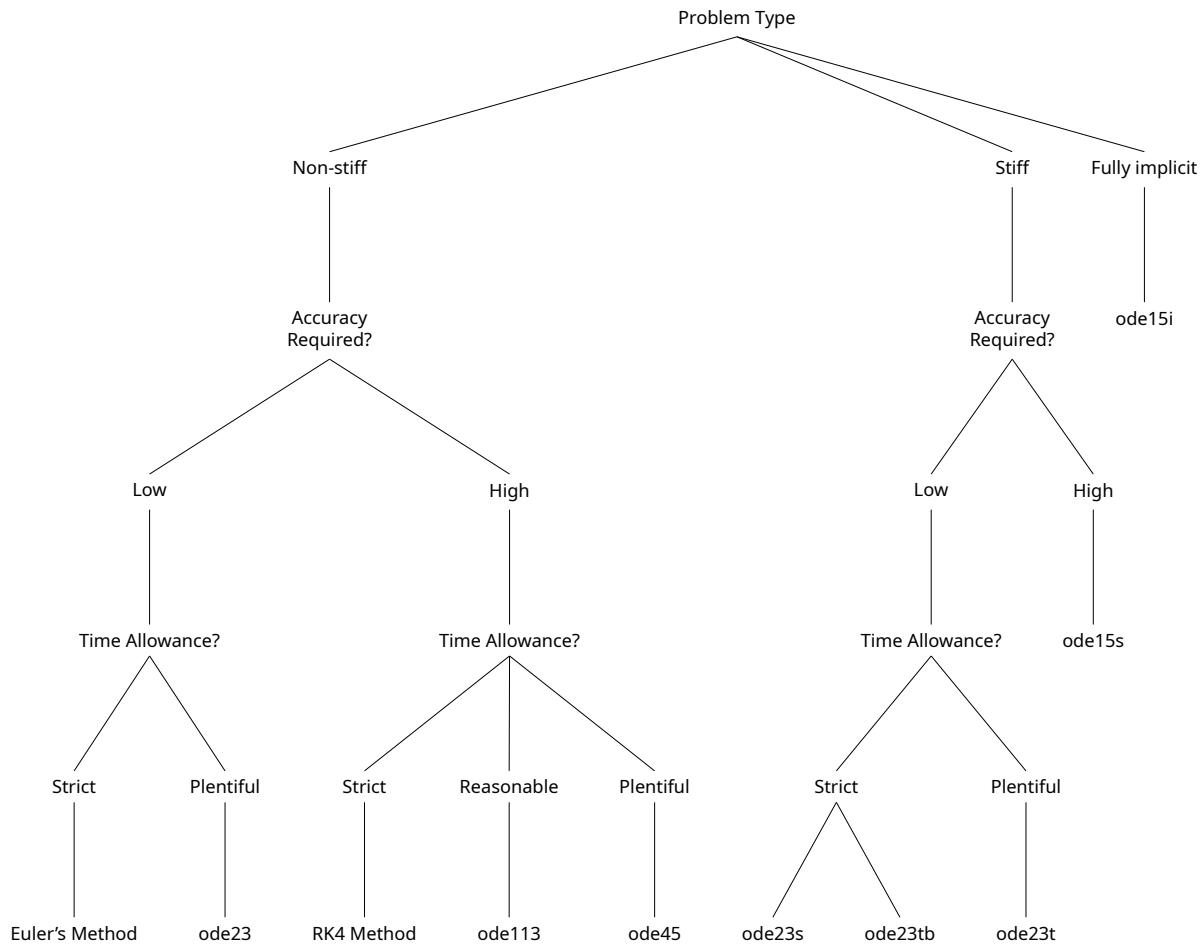 Problem Type
Non-stiff
Stiff
Fully implicit
Accuracy
Required?
Accuracy
Required?
ode15i
Low
High
Low
High
Time Allowance?
Time Allowance?
Time Allowance?
ode15s
Strict
Plentiful
Strict
Reasonable
Plentiful
Strict
Plentiful
Euler’s Method
ode23
RK4 Method
ode113
ode45
ode23s
ode23tb
ode23t